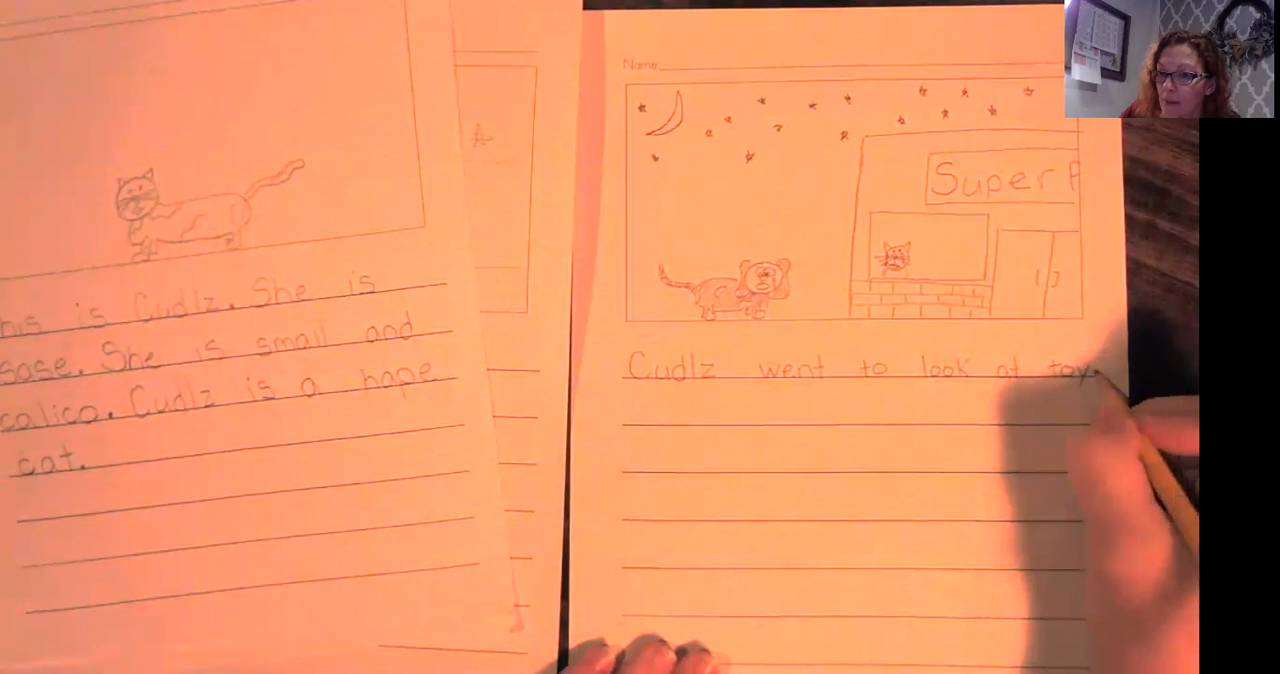 his is Cudlz. She is
sase. She is small and
calico. Cudlz is a hape
cat.
Name
Super P
Cudlz went to look at toy